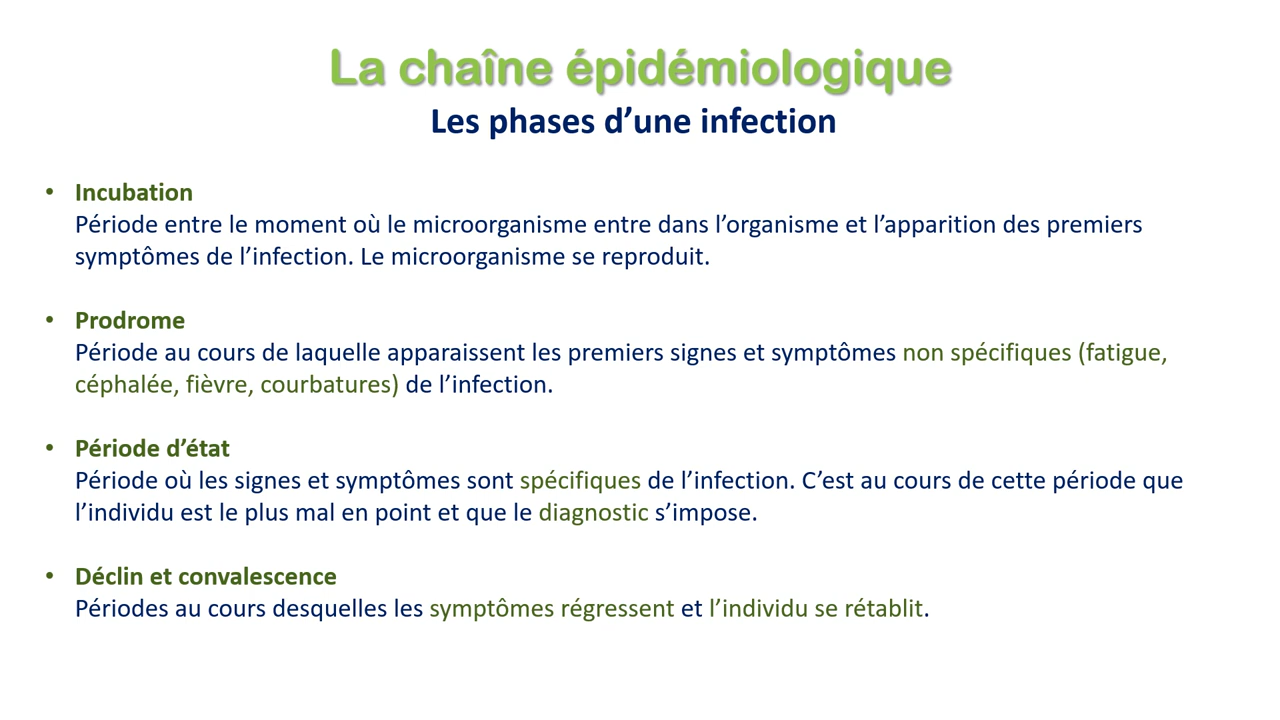 La chaîne épidémiologique
Les phases d’une infection
• Incubation
Période entre le moment où le microorganisme entre dans l’organisme et l’apparition des premiers
symptômes de l’infection. Le microorganisme se reproduit.
• Prodrome
Période au cours de laquelle apparaissent les premiers signes et symptômes non spécifiques (fatigue,
céphalée, fièvre, courbatures) de l’infection.
• Période d’état
Période où les signes et symptômes sont spécifiques de l’infection. C’est au cours de cette période que
l’individu est le plus mal en point et que le diagnostic s’impose.
• Déclin et convalescence
Périodes au cours desquelles les symptômes régressent et l’individu se rétablit.